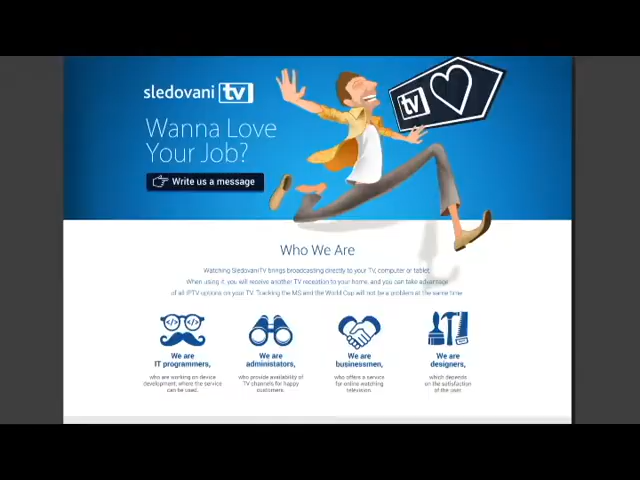 sledovani tv
tv
Wanna Love
Your Job?
Write us a message
Who We Are
Watching SledovaniTV brings broadcasting directly to your TV, computer or tablet.
When using it, you will receive another TV reception to your home, and you can take advantage
of all IPTV options on your TV. Tracking the MS and the World Cup will not be a problem at the same time.
</> </>
We are
IT programmers,
who are working on device
development, where the service
can be used.
We are
administators,
who provide availability of
TV channels for happy
customers.
We are
businessmen,
who offers a service
for online watching
television.
We are
designers,
which depends
on the satisfaction
of the user.